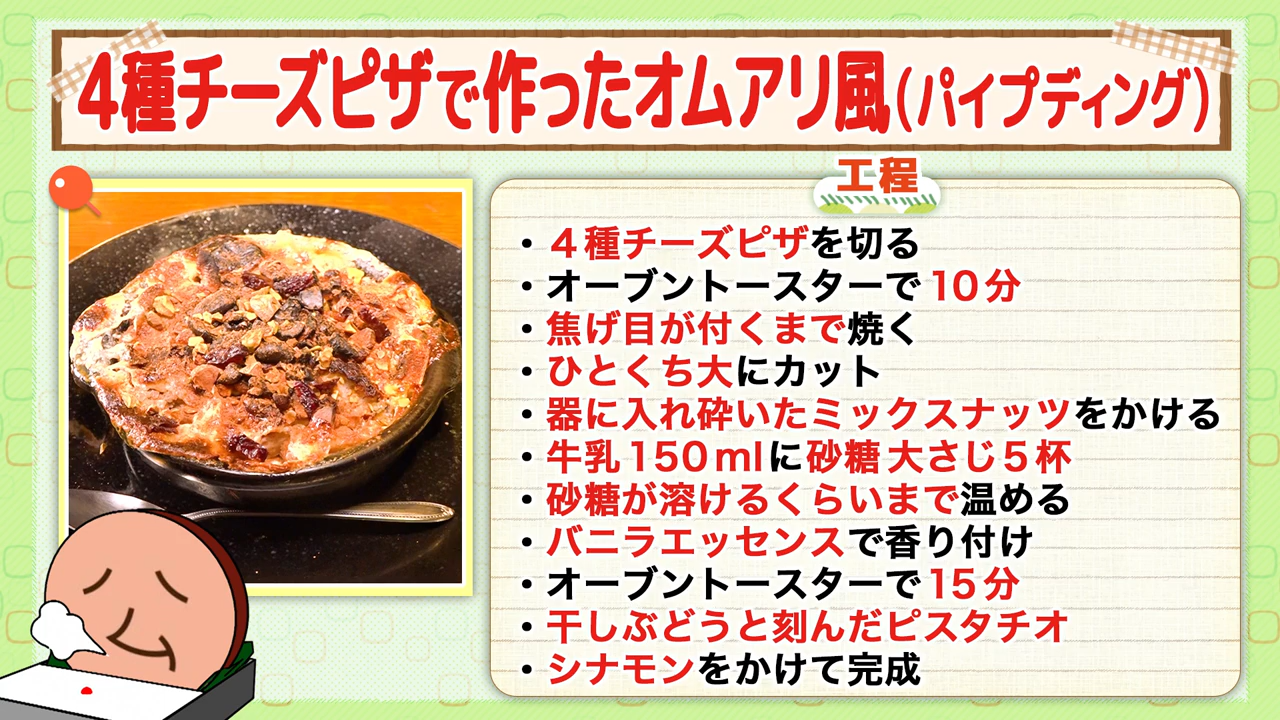 4種チーズピザで作ったオムアリ風(パイプディング)
工程
・4種チーズピザを切る
・オーブントースターで10分
・焦げ目が付くまで焼く
・ひとくち大にカット
・器に入れ砕いたミックスナッツをかける
・牛乳150mlに砂糖大さじ5杯
・砂糖が溶けるくらいまで温める
・バニラエッセンスで香り付け
・オーブントースターで15分
・干しぶどうと刻んだピスタチオ
・シナモンをかけて完成